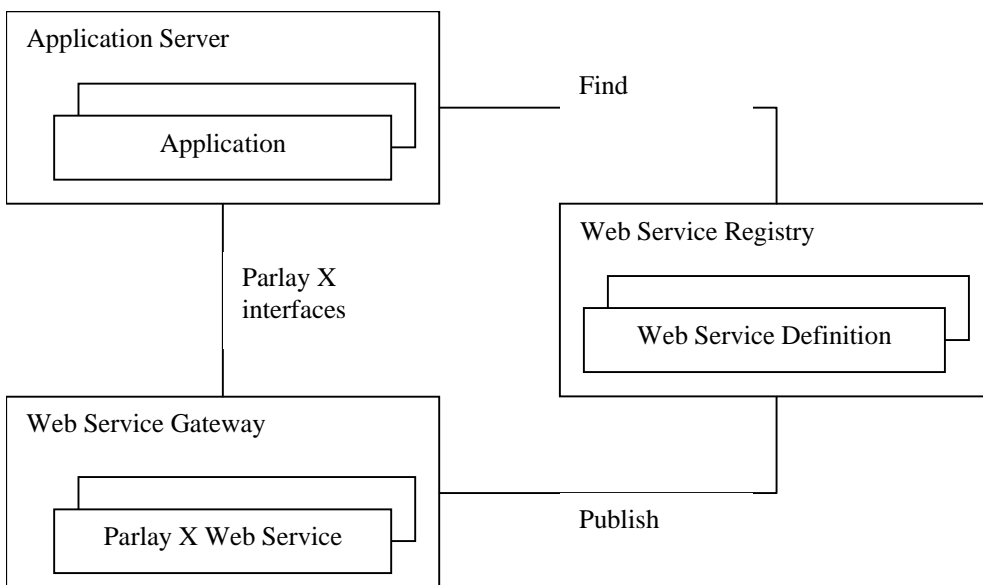 Application Server
Application
Find
Web Service Registry
Web Service Definition
Parlay X
interfaces
Web Service Gateway
Parlay X Web Service
Publish